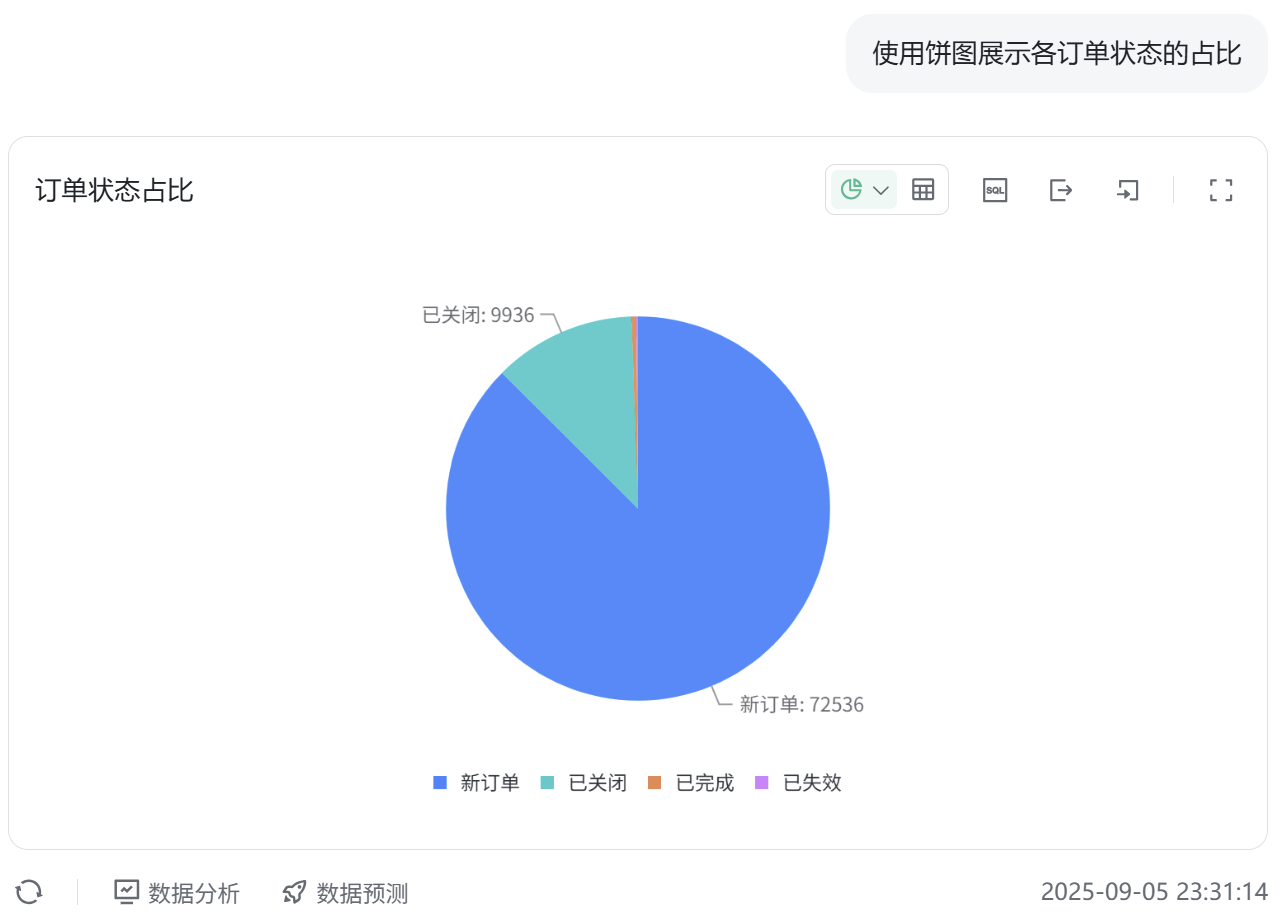 使用饼图展示各订单状态的占比
订单状态占比
SQL
已关闭: 9936
新订单: 72536
新订单 已关闭 已完成 已失效
数据分析 数据预测 2025-09-05 23:31:14